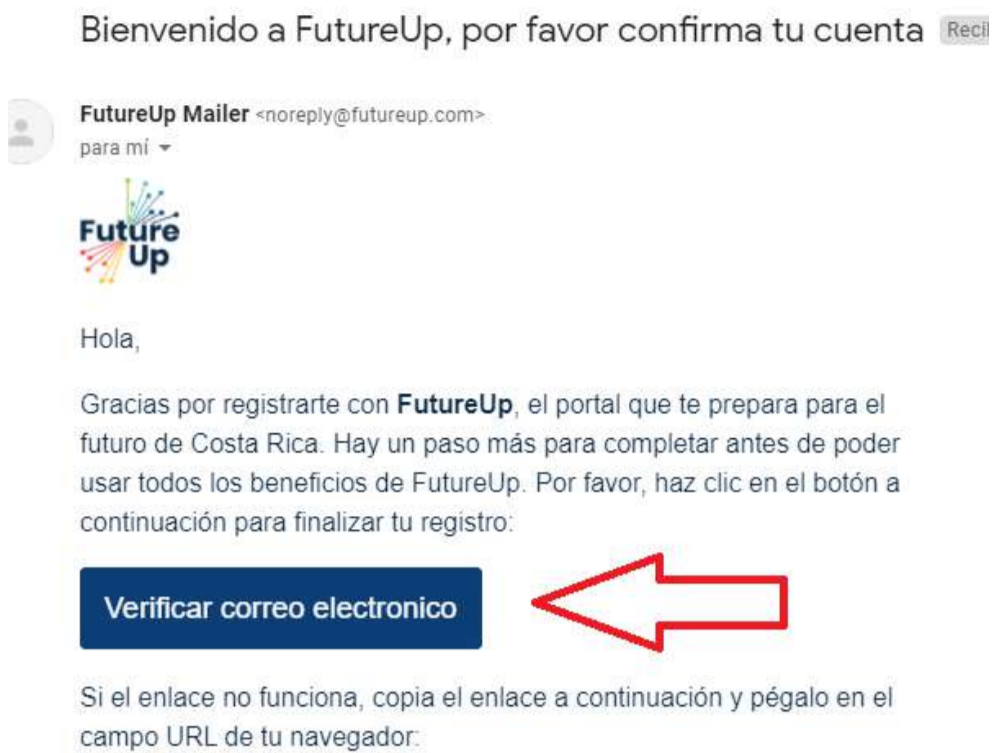 Bienvenido a FutureUp, por favor confirma tu cuenta
FutureUp Mailer <noreply@futureup.com>
para mí
Future
Up
Hola,
Gracias por registrarte con FutureUp, el portal que te prepara para el
futuro de Costa Rica. Hay un paso más para completar antes de poder
usar todos los beneficios de FutureUp. Por favor, haz clic en el botón a
continuación para finalizar tu registro:
Verificar correo electronico
Si el enlace no funciona, copia el enlace a continuación y pégalo en el
campo URL de tu navegador: